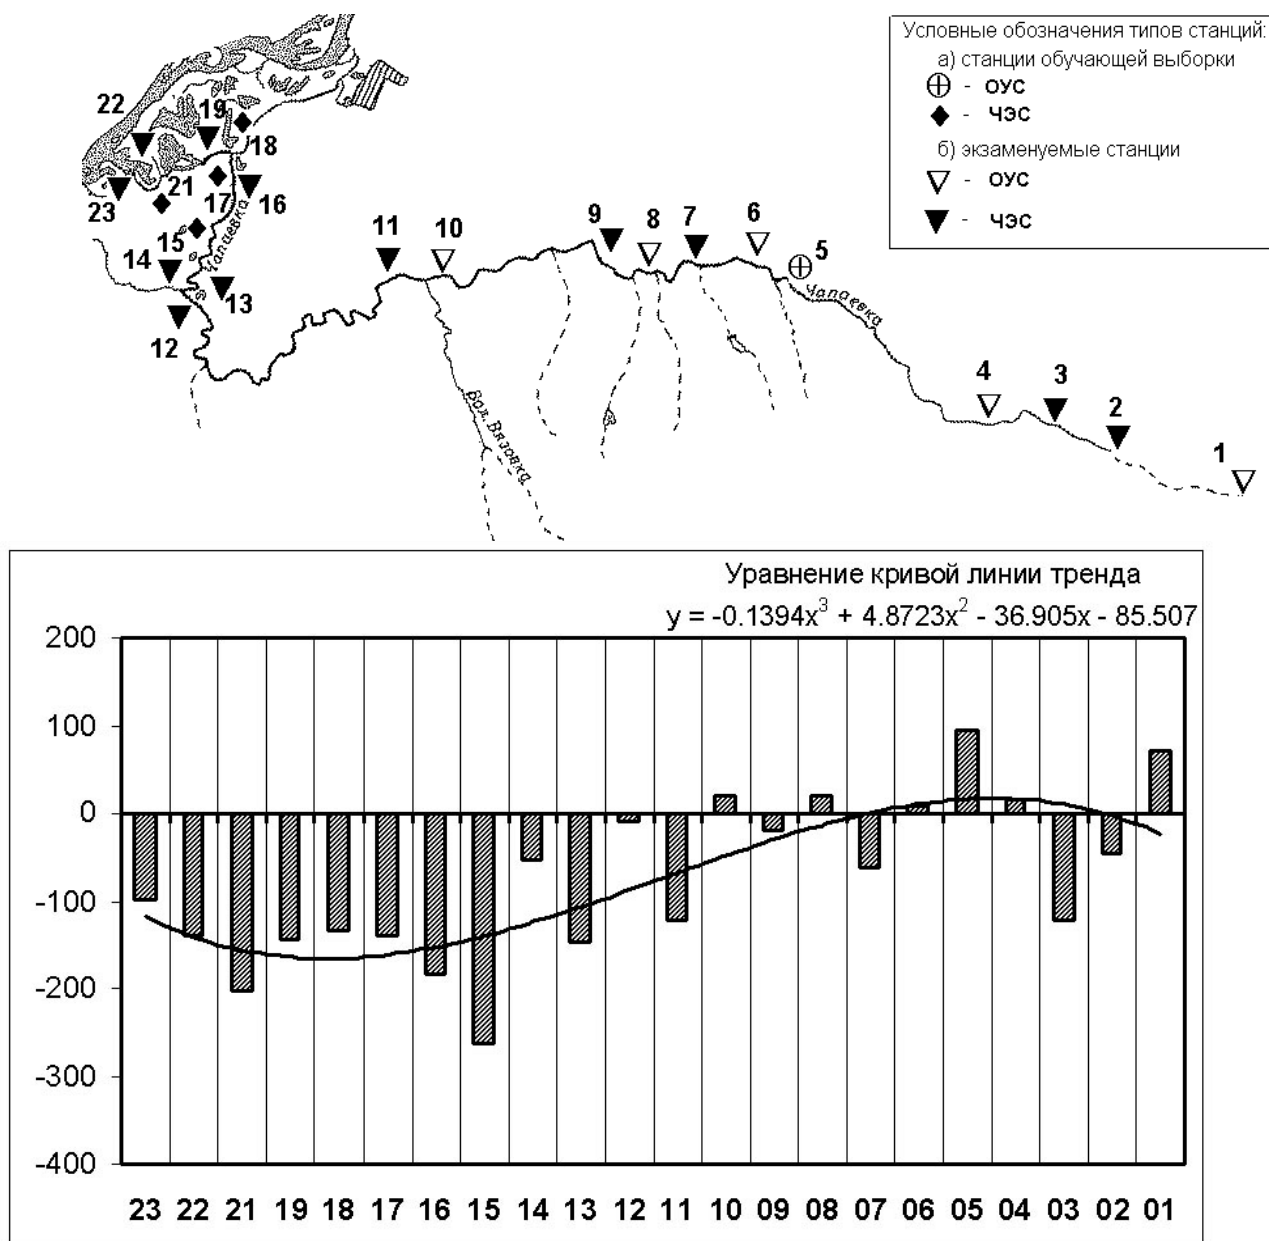 Условные обозначения типов станций:
а) станции обучающей выборки
- ОУС
- ЧЭС
б) экзаменуемые станции
- ОУС
- ЧЭС
22
19
18
21
17
16
23
15
14
13
12
Чапаевка
11
10
9
8
7
6
5
Чапаевка
4
3
2
1
Бол. Вязовка
Уравнение кривой линии тренда
y = -0.1394x³ + 4.8723x² - 36.905x - 85.507
200
100
0
-100
-200
-300
-400
23 22 21 19 18 17 16 15 14 13 12 11 10 09 08 07 06 05 04 03 02 01